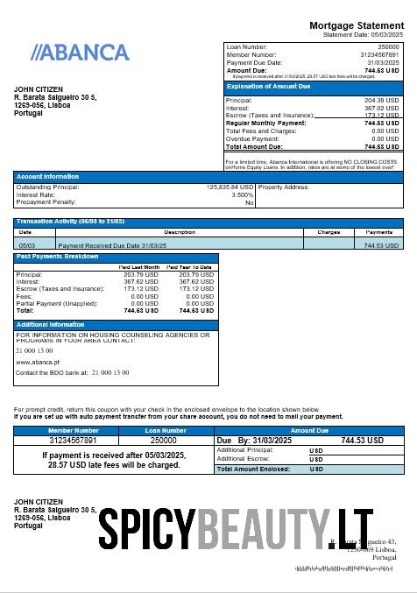 Mortgage Statement
Statement Date: 05/03/2025
//ABANCA
Loan Number: 250000
Member Number: 31234567891
Payment Due Date: 31/03/2025
Amount Due: 744.53 USD
If payment is received after 31/03/2025, 28.57 USD late fees will be charged.
JOHN CITIZEN
R. Barata Salgueiro 30 5,
1269-056, Lisboa
Portugal
Explanation of Amount Due
Principal: 204.39 USD
Interest: 367.02 USD
Escrow (Taxes and Insurance): 173.12 USD
Regular Monthly Payment: 744.53 USD
Total Fees and Charges: 0.00 USD
Overdue Payment: 0.00 USD
Total Amount Due: 744.53 USD
For a limited time, Abanca International is offering NO CLOSING COSTS
on Home Equity Loans. In addition, rates are at some of the lowest ever!
Account Information
Outstanding Principal: 125,835.84 USD Property Address:
Interest Rate: 3.500%
Prepayment Penalty: No
Transaction Activity (05/03 to 31/03)
Date Description Charges Payments
05/03 Payment Received Due Date 31/03/25 744.53 USD
Past Payments Breakdown
Paid Last Month Paid Year To Date
Principal: 203.79 USD 203.79 USD
Interest: 367.62 USD 367.62 USD
Escrow (Taxes and Insurance): 173.12 USD 173.12 USD
Fees: 0.00 USD 0.00 USD
Partial Payment (Unapplied): 0.00 USD 0.00 USD
Total: 744.53 USD 744.53 USD
Additional Information
FOR INFORMATION ON HOUSING COUNSELING AGENCIES OR
PROGRAMS IN YOUR AREA CONTACT:
21 000 13 00
www.abanca.pt
Contact the BDO bank at: 21 000 13 00
For prompt credit, return this coupon with your check in the enclosed envelope to the location shown below.
If you are set up with auto payment transfer from your share account, you do not need to mail your payment.
Member Number Loan Number Amount Due
31234567891 250000 Due By: 31/03/2025 744.53 USD
If payment is received after 05/03/2025,
28.57 USD late fees will be charged.
Additional Principal: USD
Additional Escrow: USD
Total Amount Enclosed: USD
JOHN CITIZEN
R. Barata Salgueiro 30 5,
1269-056, Lisboa
Portugal
SPICYBEAUTY.LT
Portugal